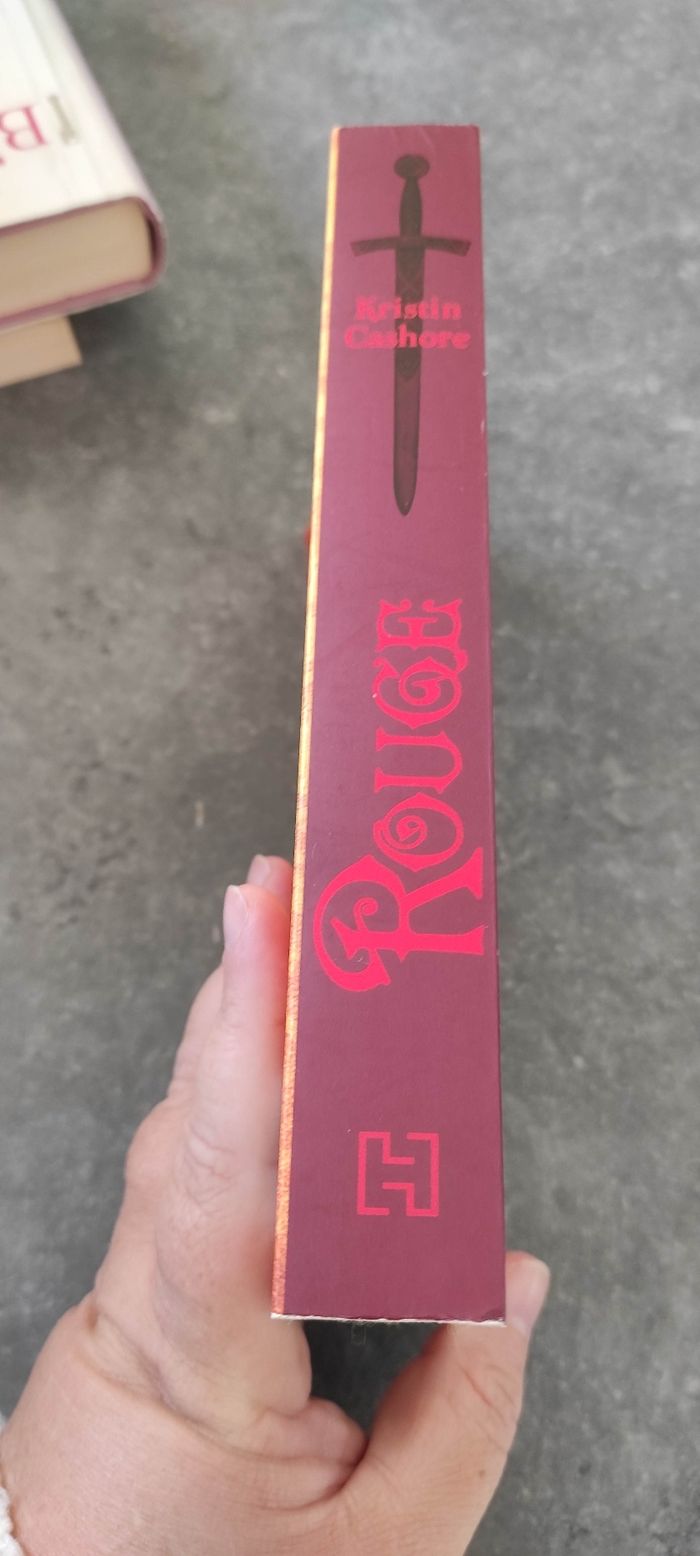 Kristin
Cashore
ROUGE
H